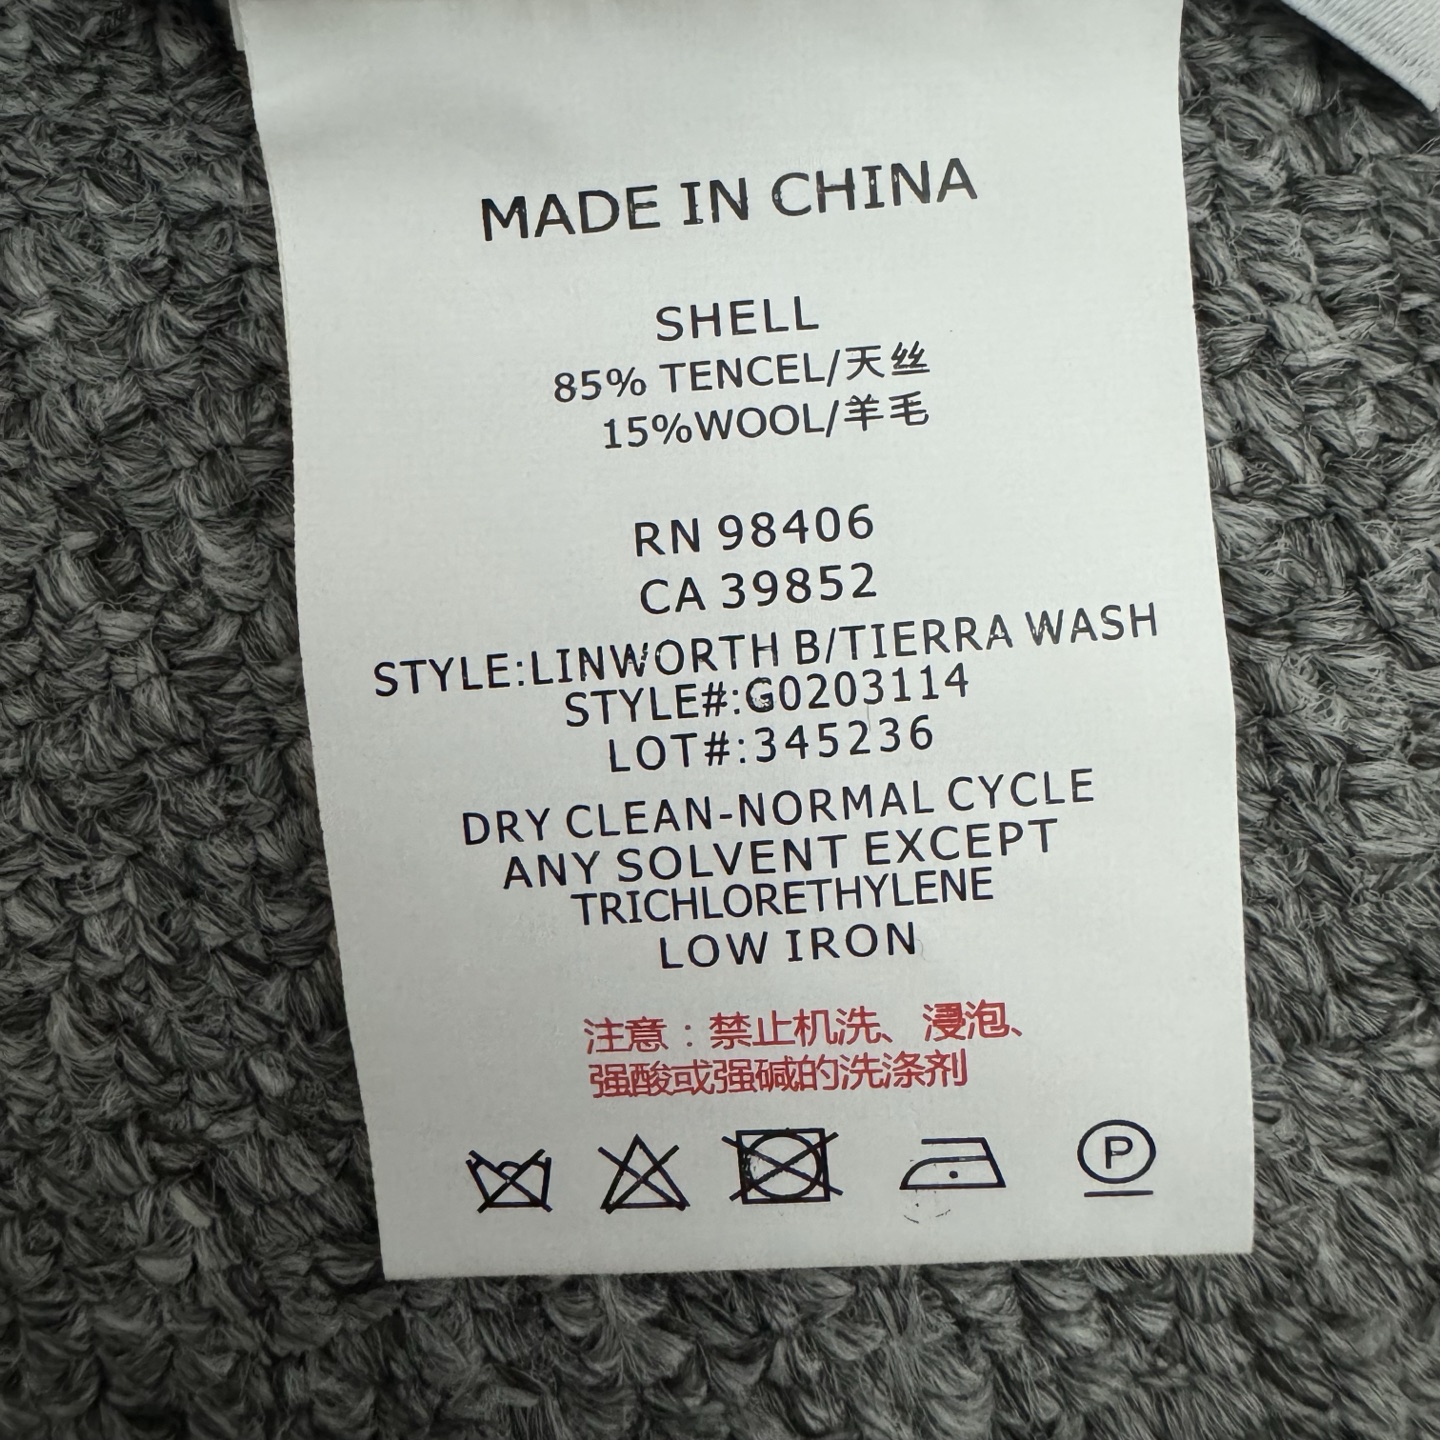 MADE IN CHINA
SHELL
85% TENCEL/天丝
15%WOOL/羊毛
RN 98406
CA 39852
STYLE:LINWORTH B/TIERRA WASH
STYLE#:G0203114
LOT#:345236
DRY CLEAN-NORMAL CYCLE
ANY SOLVENT EXCEPT
TRICHLORETHYLENE
LOW IRON
注意：禁止机洗、浸泡、
强酸或强碱的洗涤剂
P